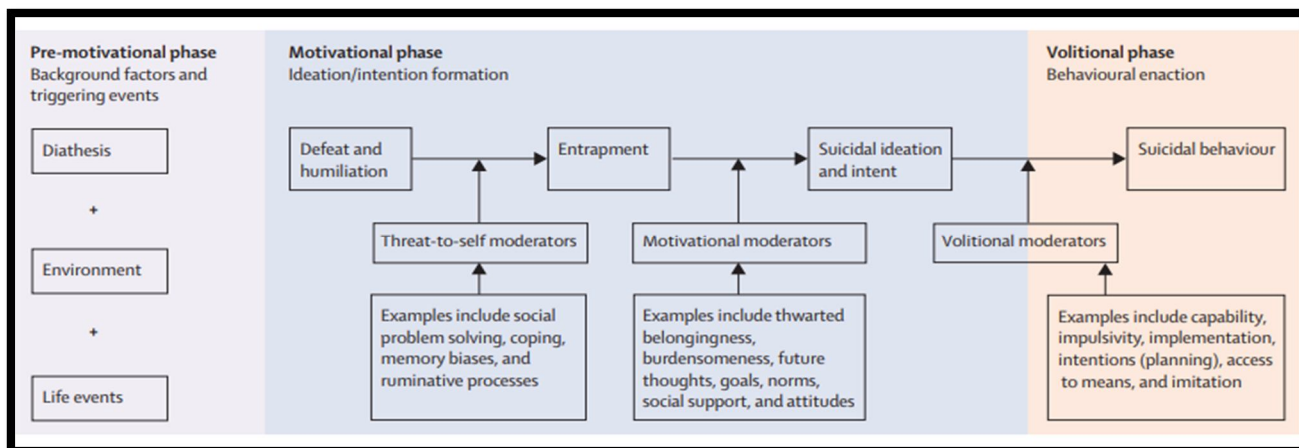 Pre-motivational phase
Background factors and
triggering events
Diathesis
+
Environment
+
Life events
Motivational phase
Ideation/intention formation
Defeat and
humiliation
Entrapment
Suicidal ideation
and intent
Threat-to-self moderators
Motivational moderators
Examples include social
problem solving, coping,
memory biases, and
ruminative processes
Examples include thwarted
belongingness,
burdensomeness, future
thoughts, goals, norms,
social support, and attitudes
Volitional phase
Behavioural enaction
Suicidal behaviour
Volitional moderators
Examples include capability,
impulsivity, implementation,
intentions (planning), access
to means, and imitation